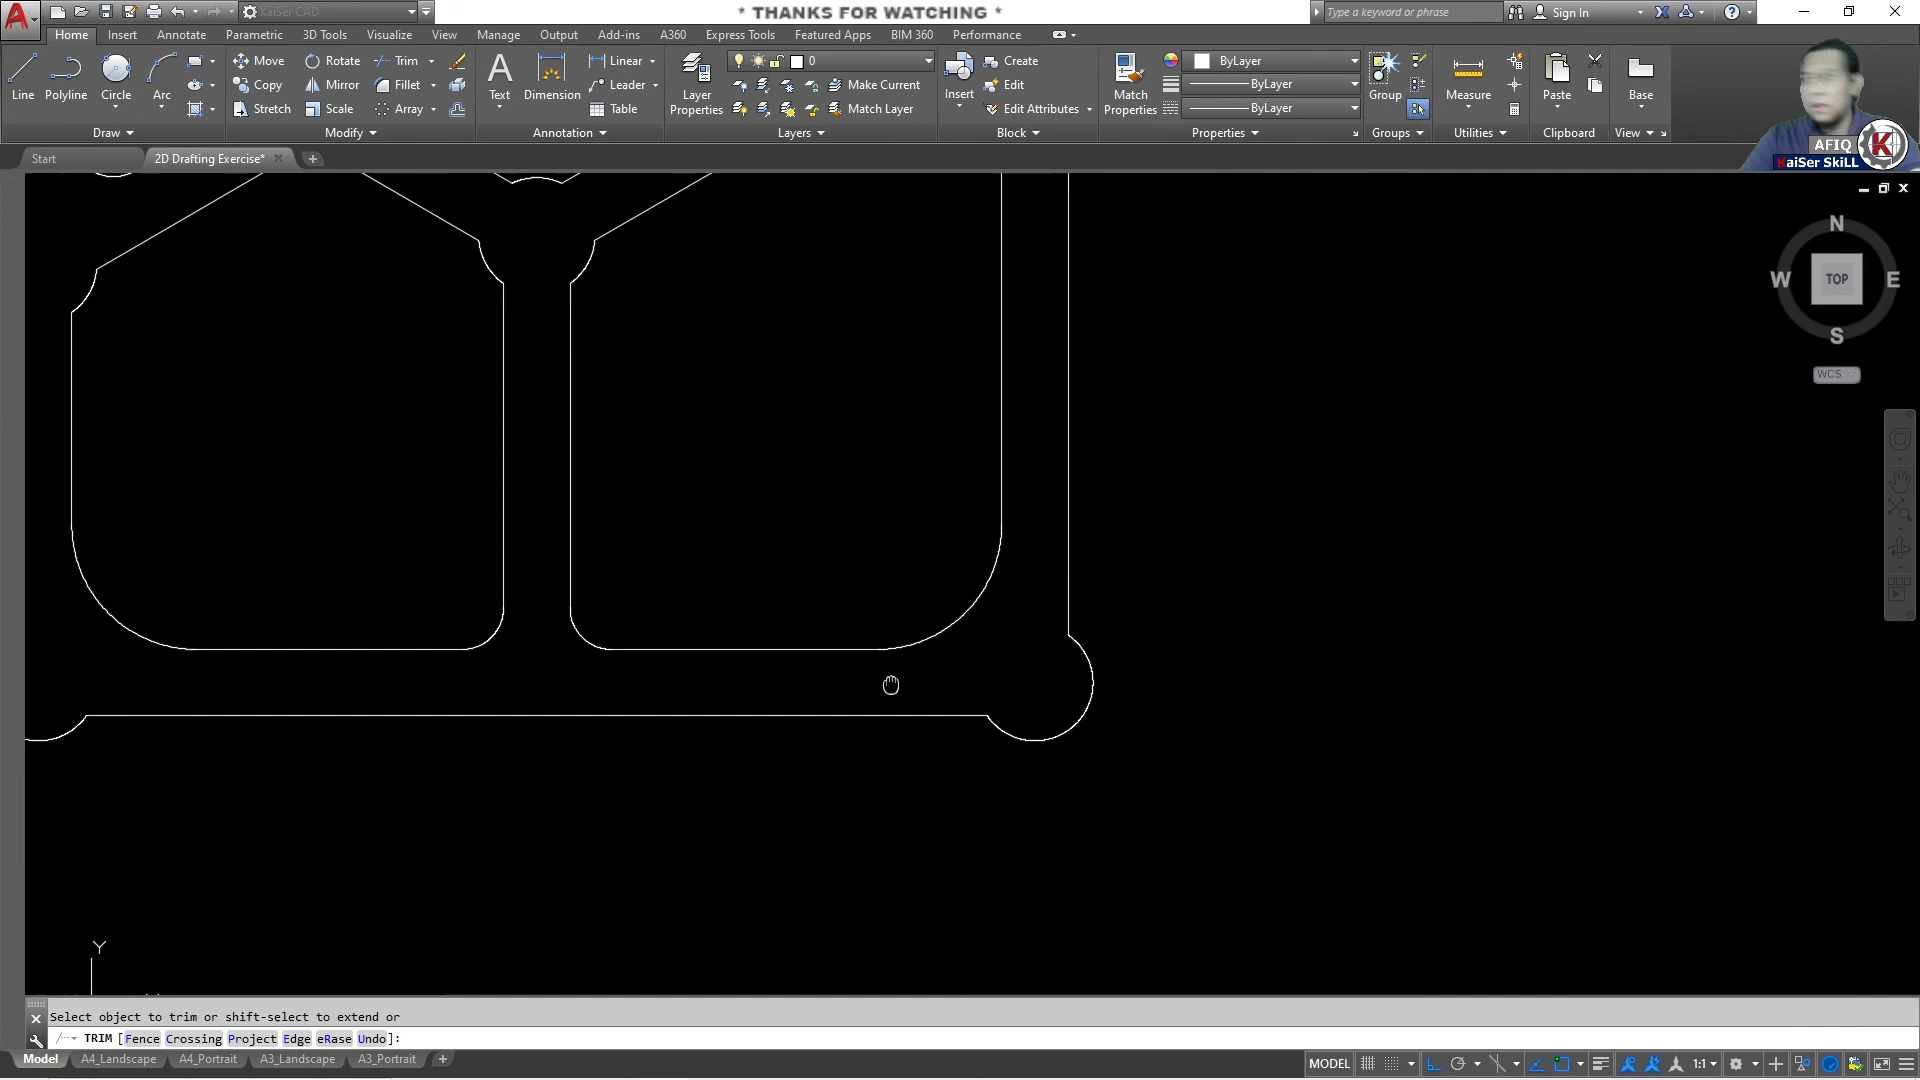 KaiSer CAD
* THANKS FOR WATCHING *
Type a keyword or phrase
Sign In
Home Insert Annotate Parametric 3D Tools Visualize View Manage Output Add-ins A360 Express Tools Featured Apps BIM 360 Performance
Line Polyline Circle Arc
Move Rotate Trim
Copy Mirror Fillet
Stretch Scale Array
Text Dimension
Linear
Leader
Table
Layer Properties
0
Make Current
Match Layer
Insert
Create
Edit
Edit Attributes
Match Properties
ByLayer
ByLayer
ByLayer
Group Measure Paste Base
Draw Modify Annotation Layers Block Properties Groups Utilities Clipboard View
AFIQ
KaiSer SkiLL
K
Start 2D Drafting Exercise*
N
W TOP E
S
WCS
Y
Select object to trim or shift-select to extend or
TRIM [Fence Crossing Project Edge eRase Undo]:
Model A4_Landscape A4_Portrait A3_Landscape A3_Portrait
MODEL 1:1